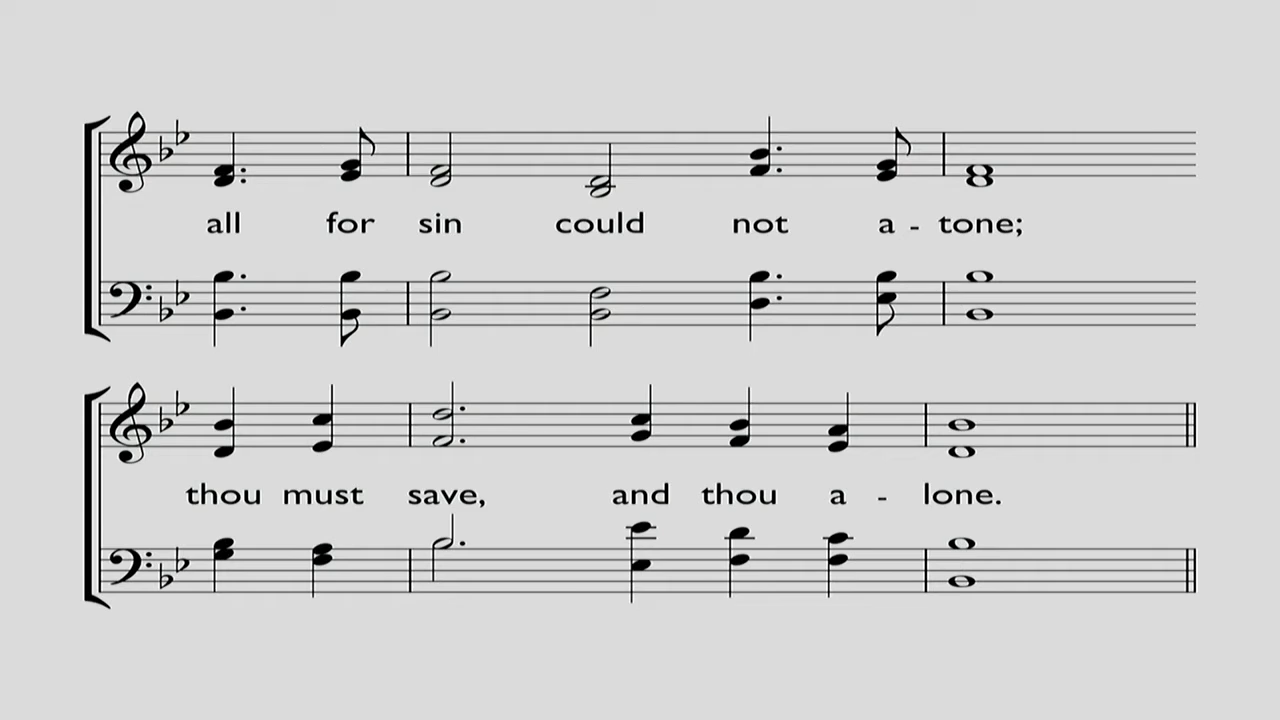 all for sin could not a - tone;
thou must save, and thou a - lone.